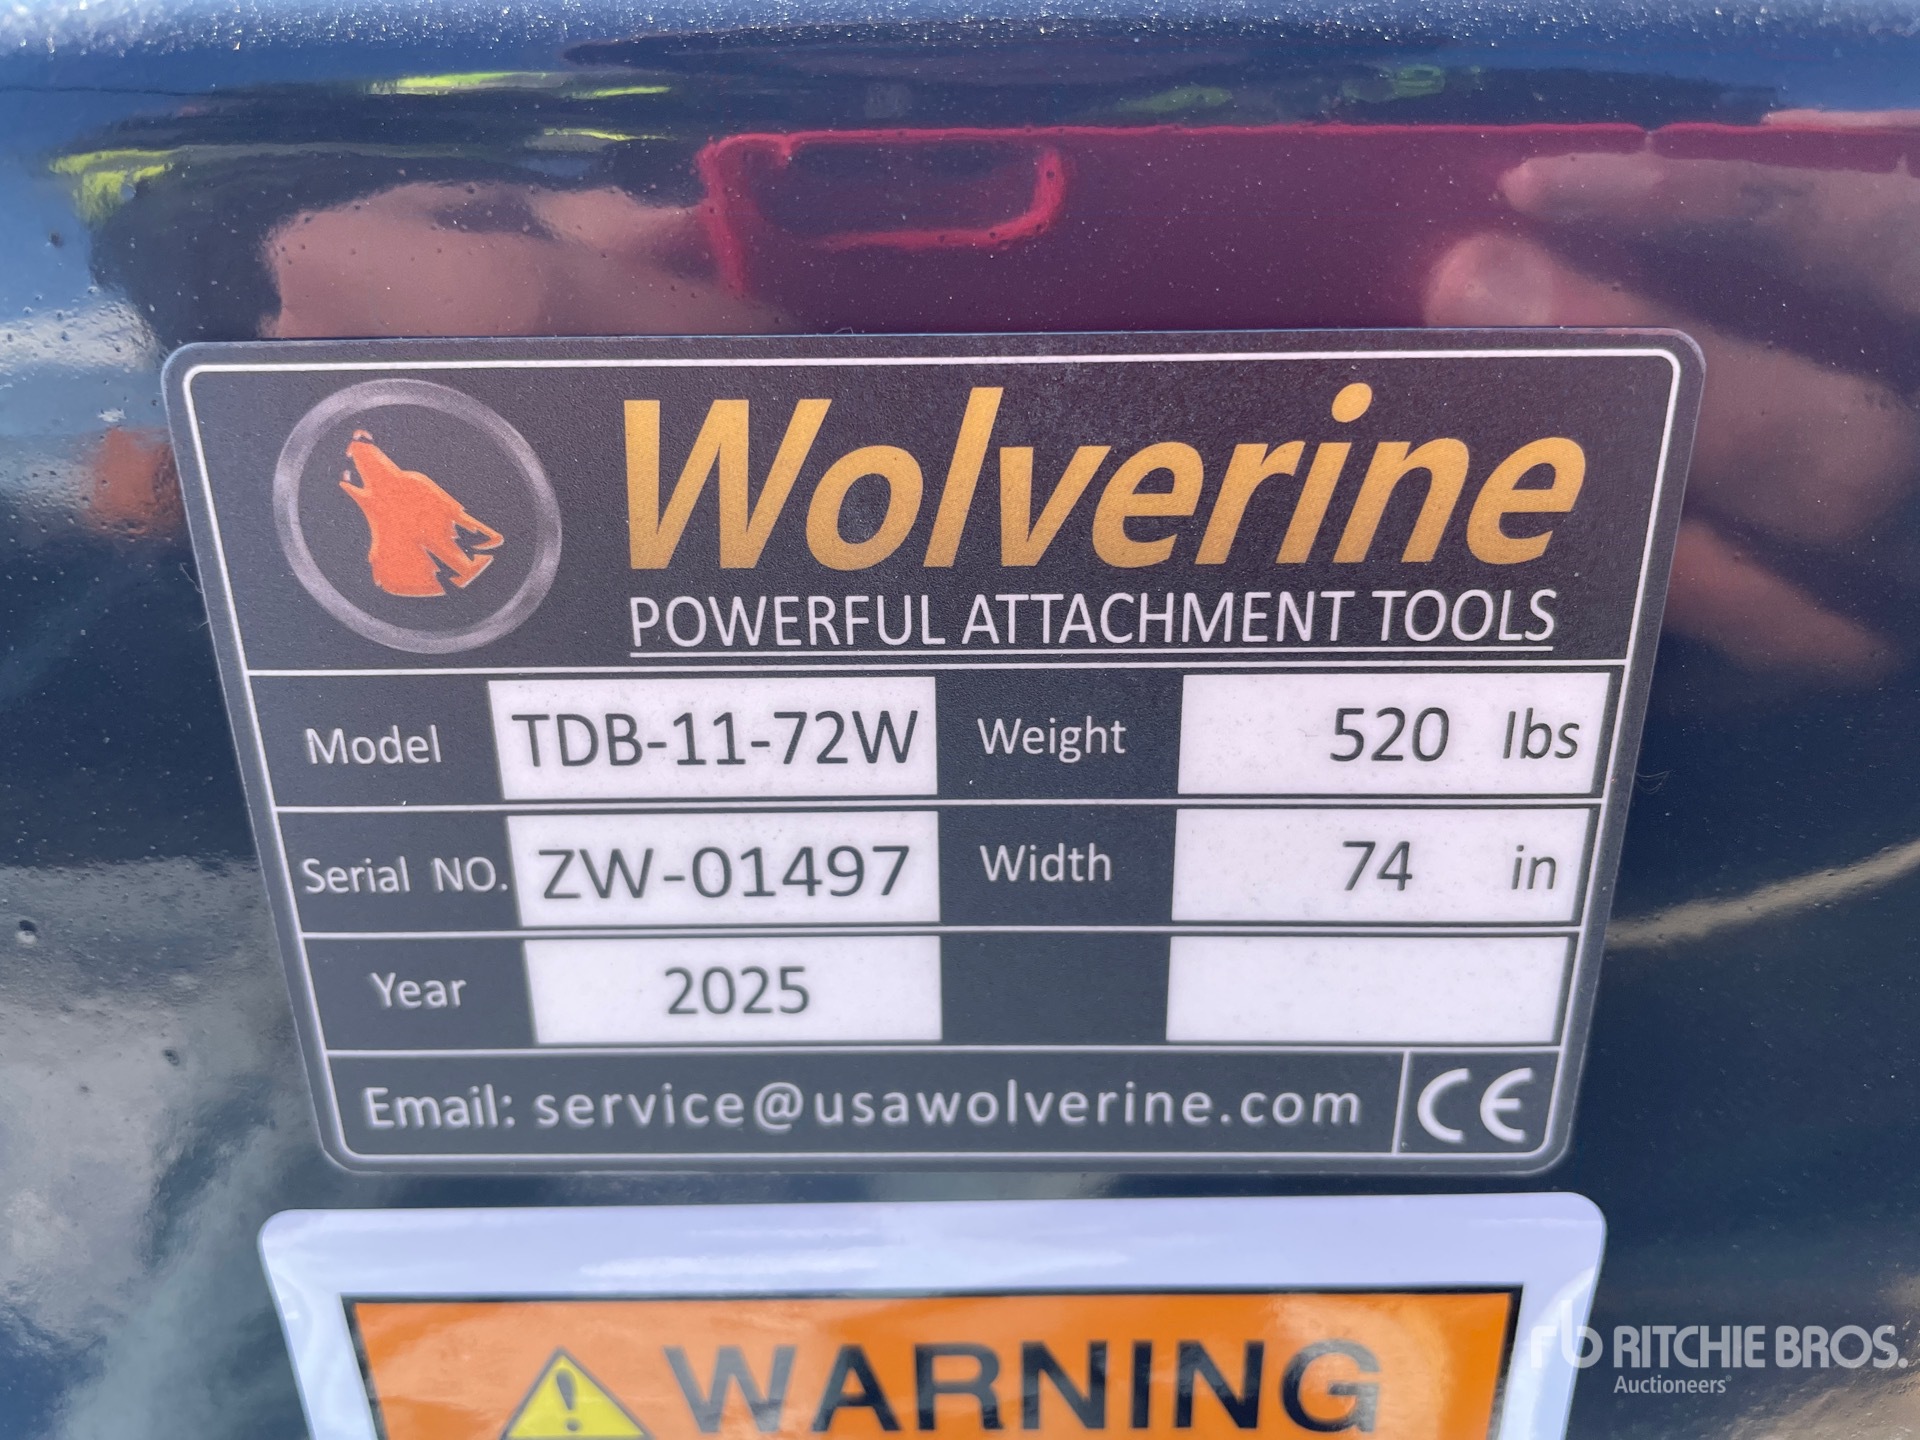 Wolverine
POWERFUL ATTACHMENT TOOLS
Model TDB-11-72W Weight 520 lbs
Serial NO. ZW-01497 Width 74 in
Year 2025
Email: service@usawolverine.com CE
WARNING
rb RITCHIE BROS.
Auctioneers